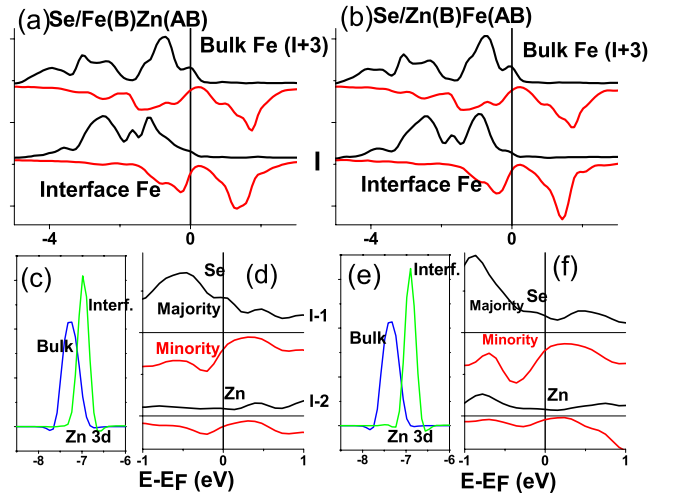 (a) Se/Fe(B)Zn(AB)
Bulk Fe (I+3)
Interface Fe
-4 0
I
(b) Se/Zn(B)Fe(AB)
Bulk Fe (I+3)
Interface Fe
-4 0
(c)
Interf.
Bulk
Zn 3d
-8 -7 -6
(d)
Se
Majority
I-1
Minority
Zn
I-2
-1 0 1
E-EF (eV)
(e)
Interf.
Bulk
Zn 3d
-8 -7 -6
(f)
Majority Se
Minority
Zn
-1 0 1
E-EF (eV)